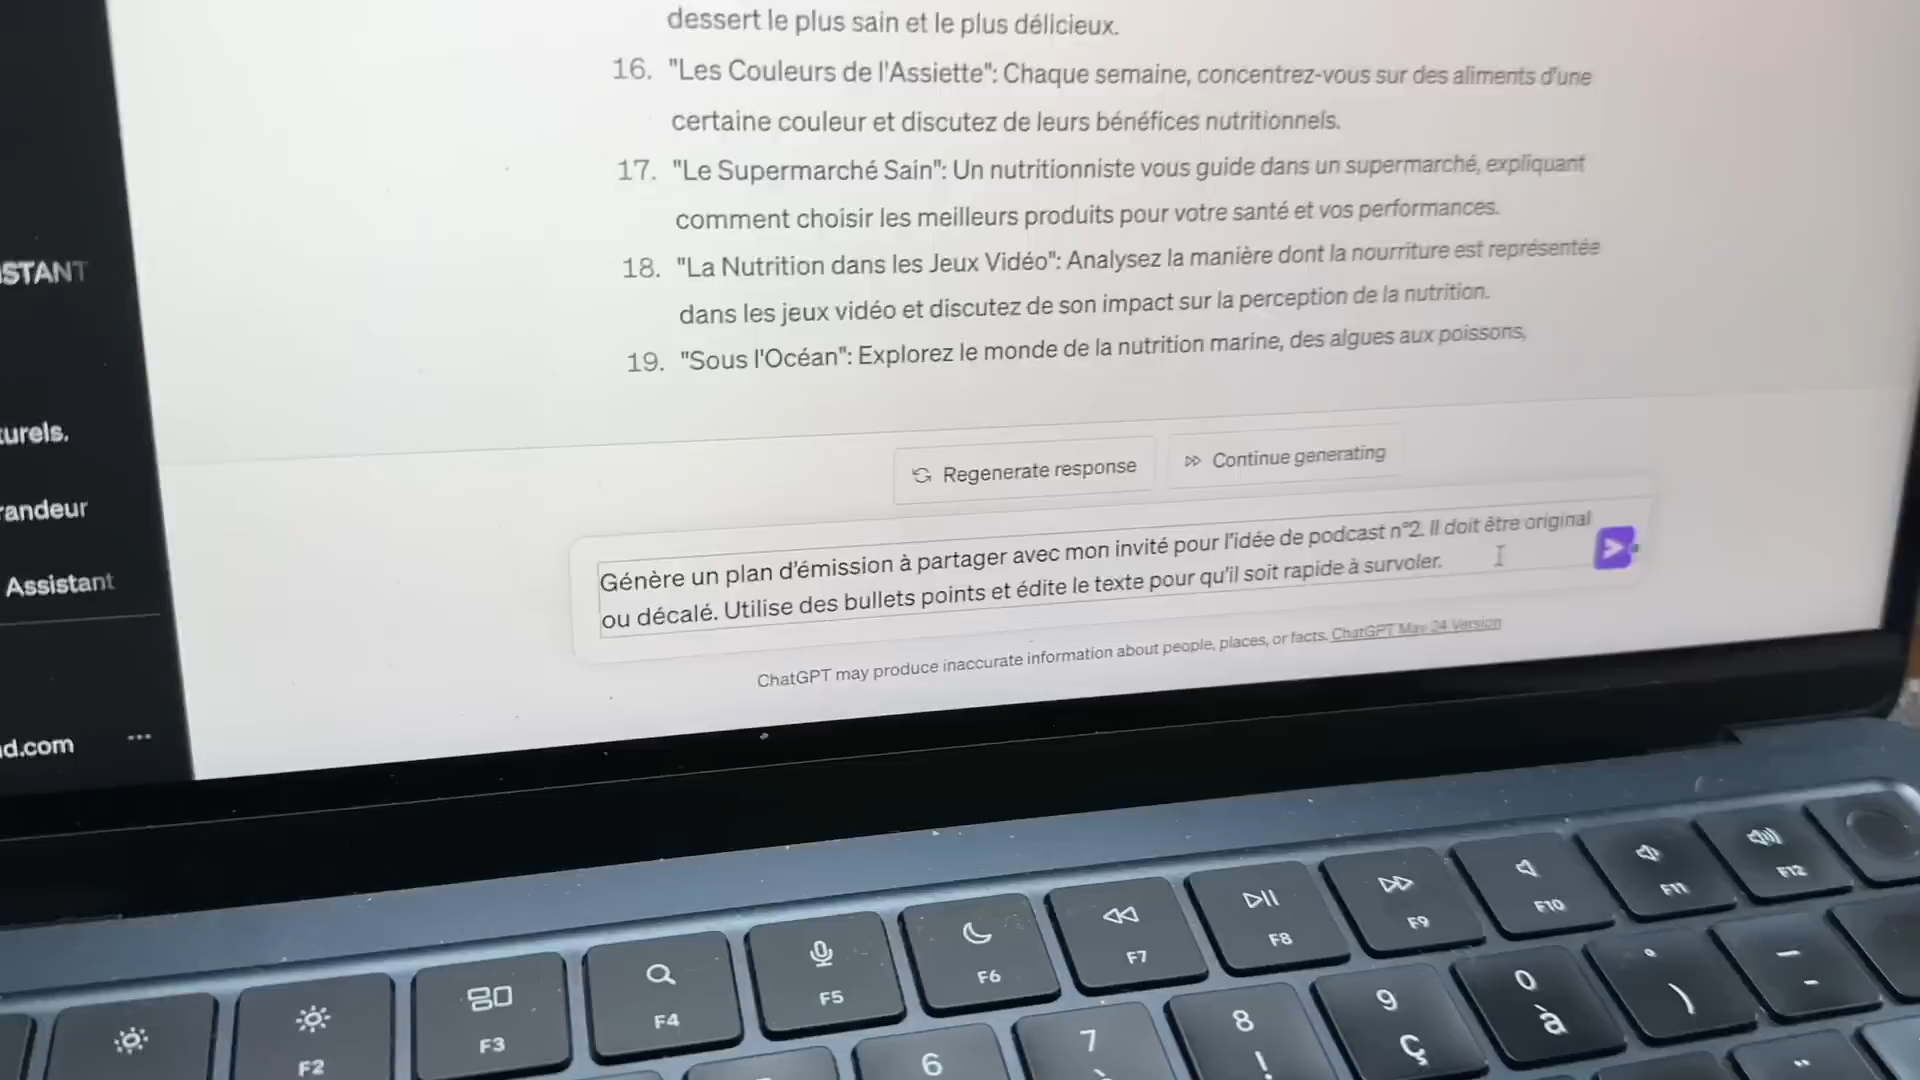 dessert le plus sain et le plus délicieux.
16. "Les Couleurs de l'Assiette": Chaque semaine, concentrez-vous sur des aliments d'une
certaine couleur et discutez de leurs bénéfices nutritionnels.
17. "Le Supermarché Sain": Un nutritionniste vous guide dans un supermarché, expliquant
comment choisir les meilleurs produits pour votre santé et vos performances.
18. "La Nutrition dans les Jeux Vidéo": Analysez la manière dont la nourriture est représentée
dans les jeux vidéo et discutez de son impact sur la perception de la nutrition.
19. "Sous l'Océan": Explorez le monde de la nutrition marine, des algues aux poissons,
STANT
turels.
randeur
Assistant
d.com
Regenerate response
Continue generating
Génère un plan d'émission à partager avec mon invité pour l'idée de podcast n°2. Il doit être original
ou décalé. Utilise des bullets points et édite le texte pour qu'il soit rapide à survoler.
ChatGPT may produce inaccurate information about people, places, or facts. ChatGPT May 24 Version
F2
F3
F4
F5
F6
F7
F8
F9
F10
F11
F12
6
7
8
!
9
ç
0
à
°
)
_
-